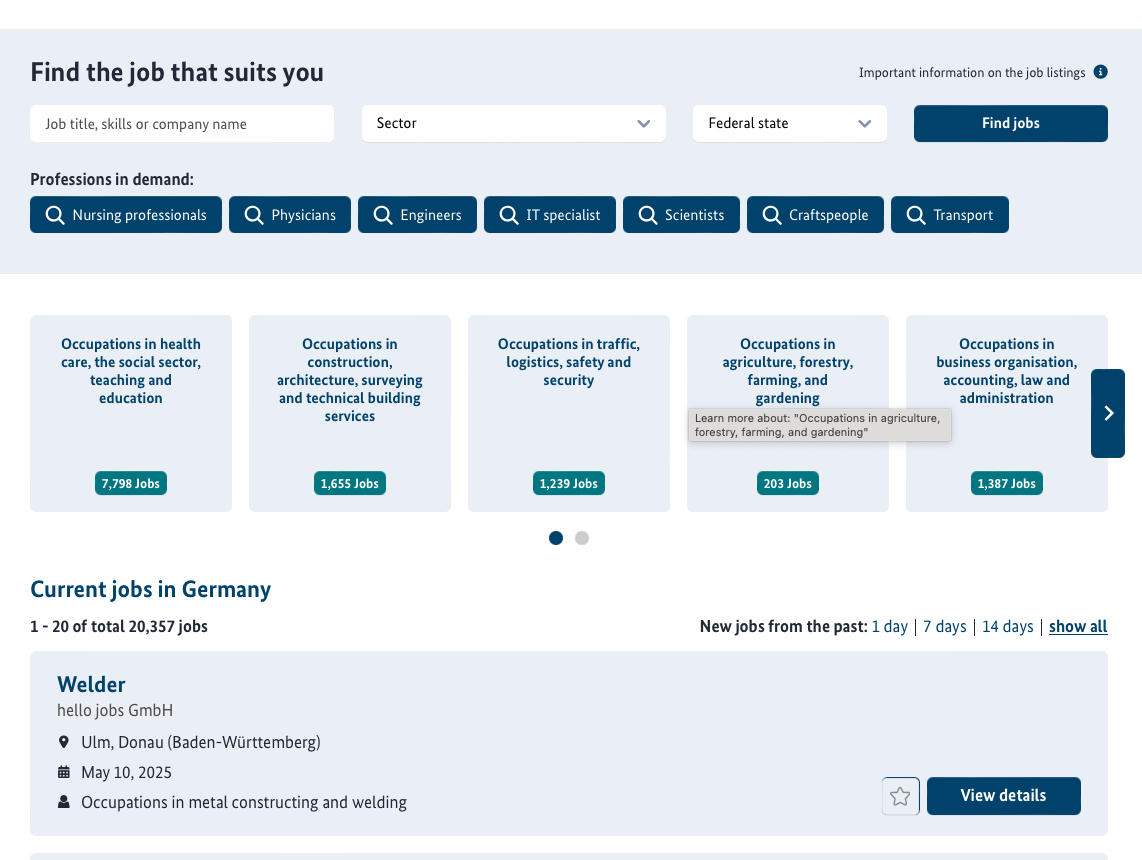 Find the job that suits you
Important information on the job listings
Job title, skills or company name
Sector
Federal state
Find jobs
Professions in demand:
Nursing professionals
Physicians
Engineers
IT specialist
Scientists
Craftspeople
Transport
Occupations in health
care, the social sector,
teaching and
education
7,798 Jobs
Occupations in
construction,
architecture, surveying
and technical building
services
1,655 Jobs
Occupations in traffic,
logistics, safety and
security
1,239 Jobs
Occupations in
agriculture, forestry,
farming, and
gardening
Learn more about: "Occupations in agriculture,
forestry, farming, and gardening"
203 Jobs
Occupations in
business organisation,
accounting, law and
administration
1,387 Jobs
Current jobs in Germany
1 - 20 of total 20,357 jobs
New jobs from the past: 1 day | 7 days | 14 days | show all
Welder
hello jobs GmbH
Ulm, Donau (Baden-Württemberg)
May 10, 2025
Occupations in metal constructing and welding
View details